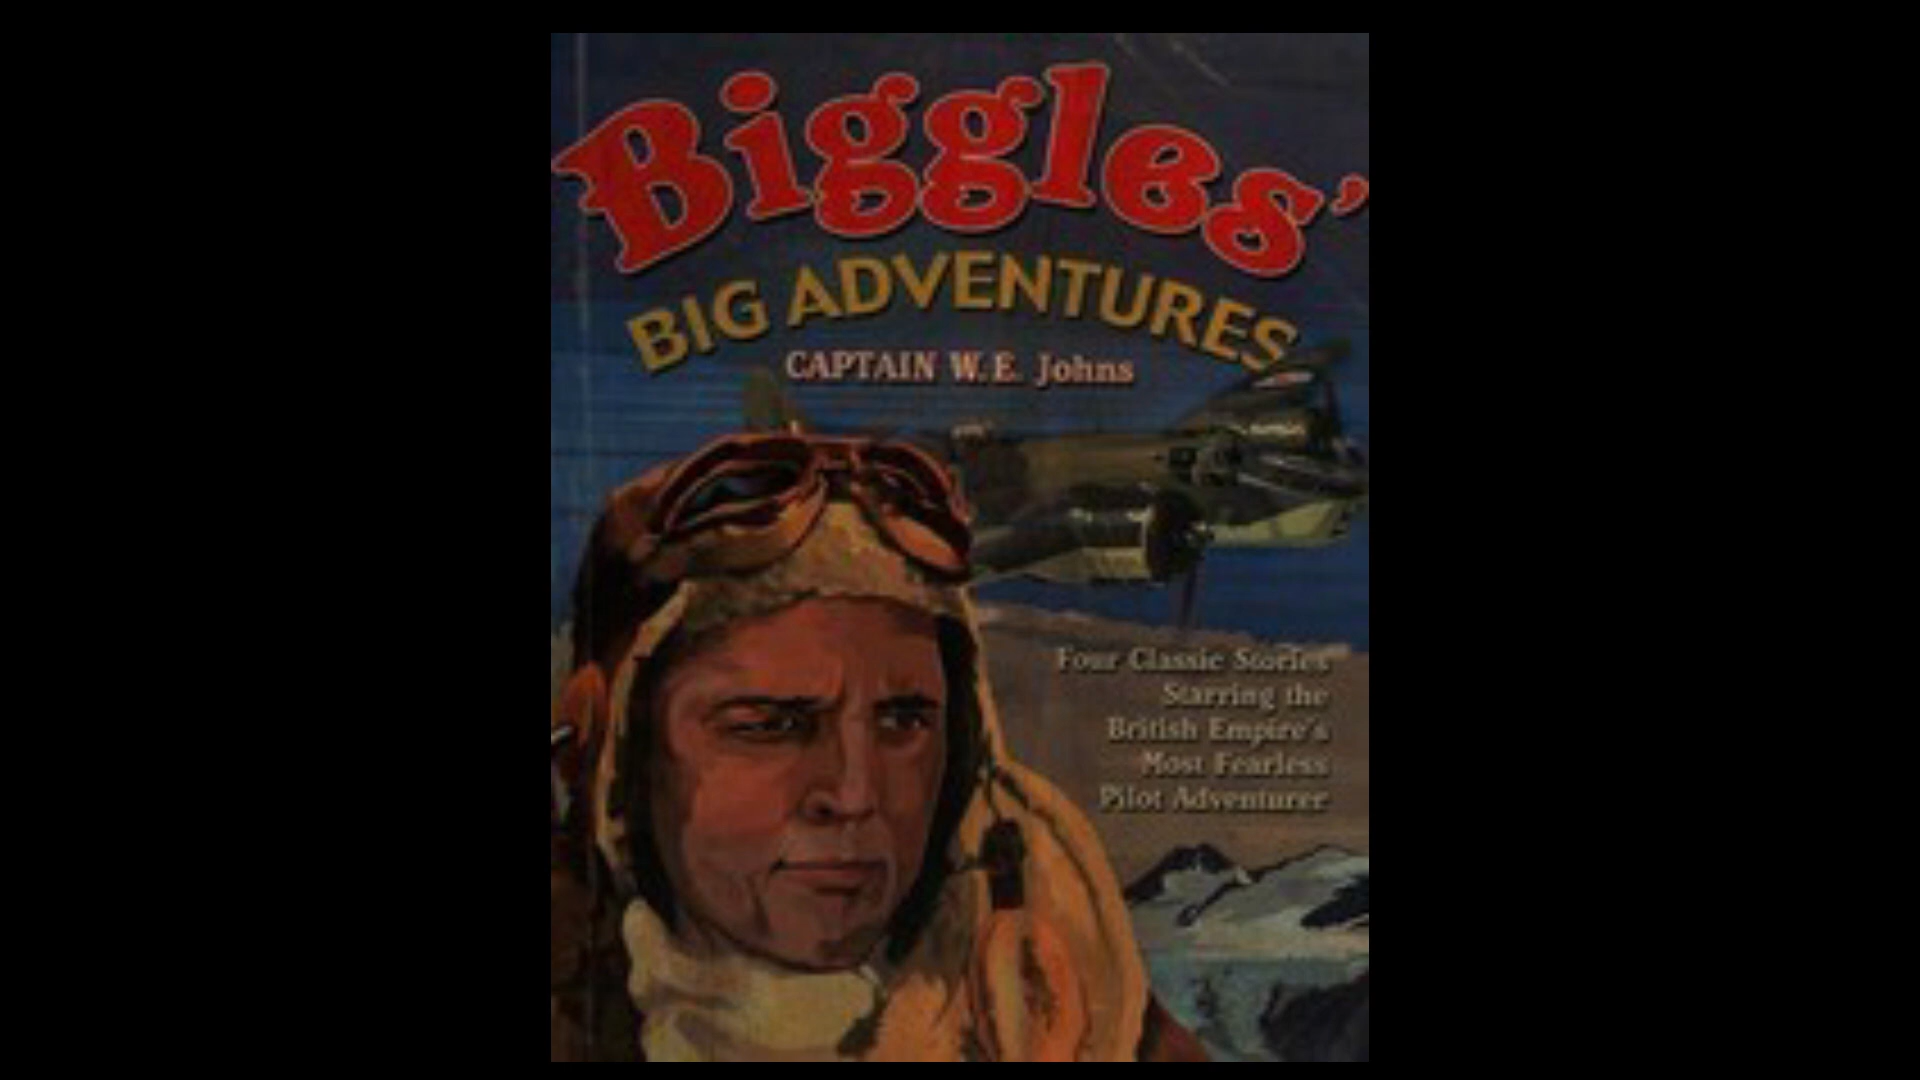 Biggles'
BIG ADVENTURES
CAPTAIN W.E. Johns
Four Classic Stories
Starring the
British Empire's
Most Fearless
Pilot Adventurer